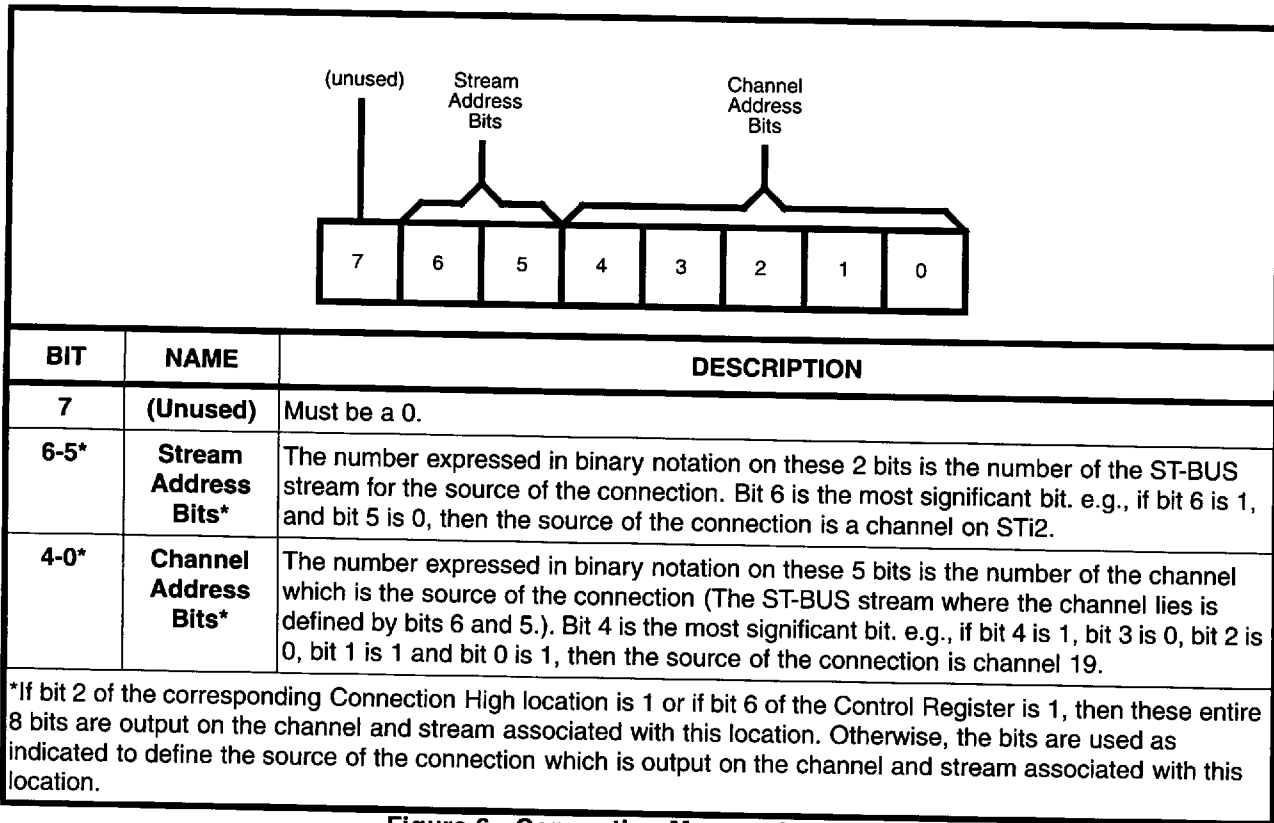 (unused)
Stream
Address
Bits
Channel
Address
Bits
7 6 5 4 3 2 1 0
BIT NAME DESCRIPTION
7 (Unused) Must be a 0.
6-5* Stream Address Bits* The number expressed in binary notation on these 2 bits is the number of the ST-BUS
stream for the source of the connection. Bit 6 is the most significant bit. e.g., if bit 6 is 1,
and bit 5 is 0, then the source of the connection is a channel on STi2.
4-0* Channel Address Bits* The number expressed in binary notation on these 5 bits is the number of the channel
which is the source of the connection (The ST-BUS stream where the channel lies is
defined by bits 6 and 5.). Bit 4 is the most significant bit. e.g., if bit 4 is 1, bit 3 is 0, bit 2 is
0, bit 1 is 1 and bit 0 is 1, then the source of the connection is channel 19.
*If bit 2 of the corresponding Connection High location is 1 or if bit 6 of the Control Register is 1, then these entire
8 bits are output on the channel and stream associated with this location. Otherwise, the bits are used as
indicated to define the source of the connection which is output on the channel and stream associated with this
location.